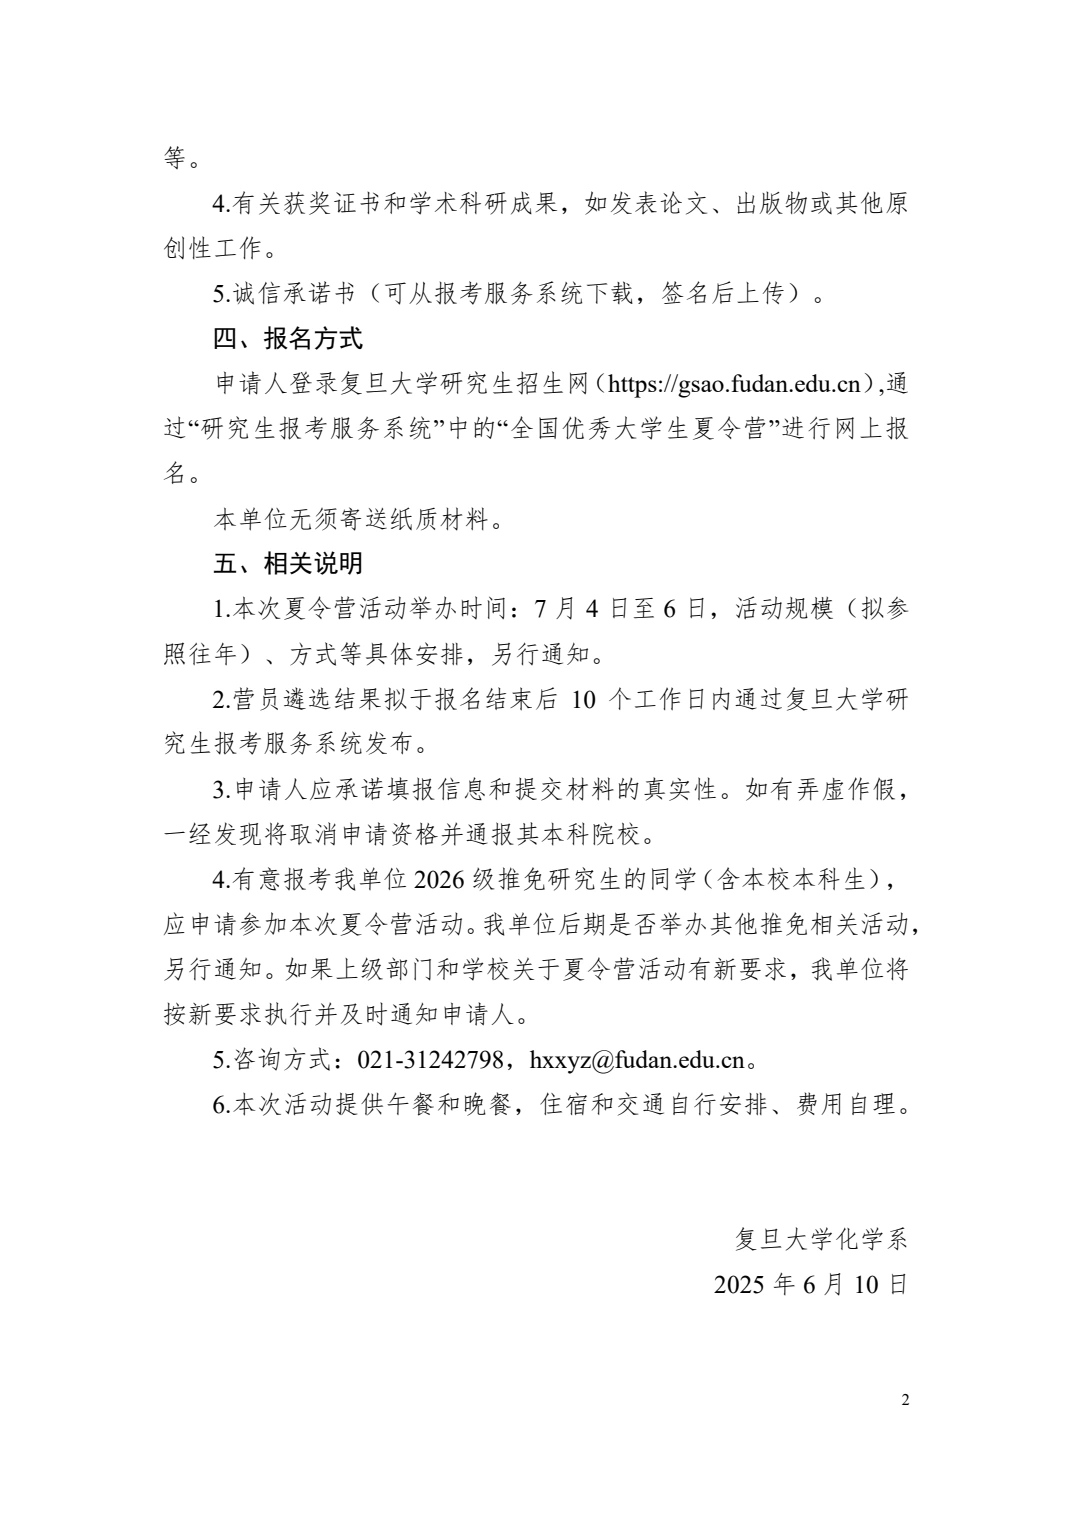 等。
4.有关获奖证书和学术科研成果，如发表论文、出版物或其他原
创性工作。
5.诚信承诺书（可从报考服务系统下载，签名后上传）。
四、报名方式
申请人登录复旦大学研究生招生网（https://gsao.fudan.edu.cn）,通
过“研究生报考服务系统”中的“全国优秀大学生夏令营”进行网上报
名。
本单位无须寄送纸质材料。
五、相关说明
1.本次夏令营活动举办时间：7 月 4 日至 6 日，活动规模（拟参
照往年）、方式等具体安排，另行通知。
2.营员遴选结果拟于报名结束后 10 个工作日内通过复旦大学研
究生报考服务系统发布。
3.申请人应承诺填报信息和提交材料的真实性。如有弄虚作假，
一经发现将取消申请资格并通报其本科院校。
4.有意报考我单位 2026 级推免研究生的同学（含本校本科生），
应申请参加本次夏令营活动。我单位后期是否举办其他推免相关活动，
另行通知。如果上级部门和学校关于夏令营活动有新要求，我单位将
按新要求执行并及时通知申请人。
5.咨询方式：021-31242798，hxxyz@fudan.edu.cn。
6.本次活动提供午餐和晚餐，住宿和交通自行安排、费用自理。
复旦大学化学系
2025 年 6 月 10 日
2